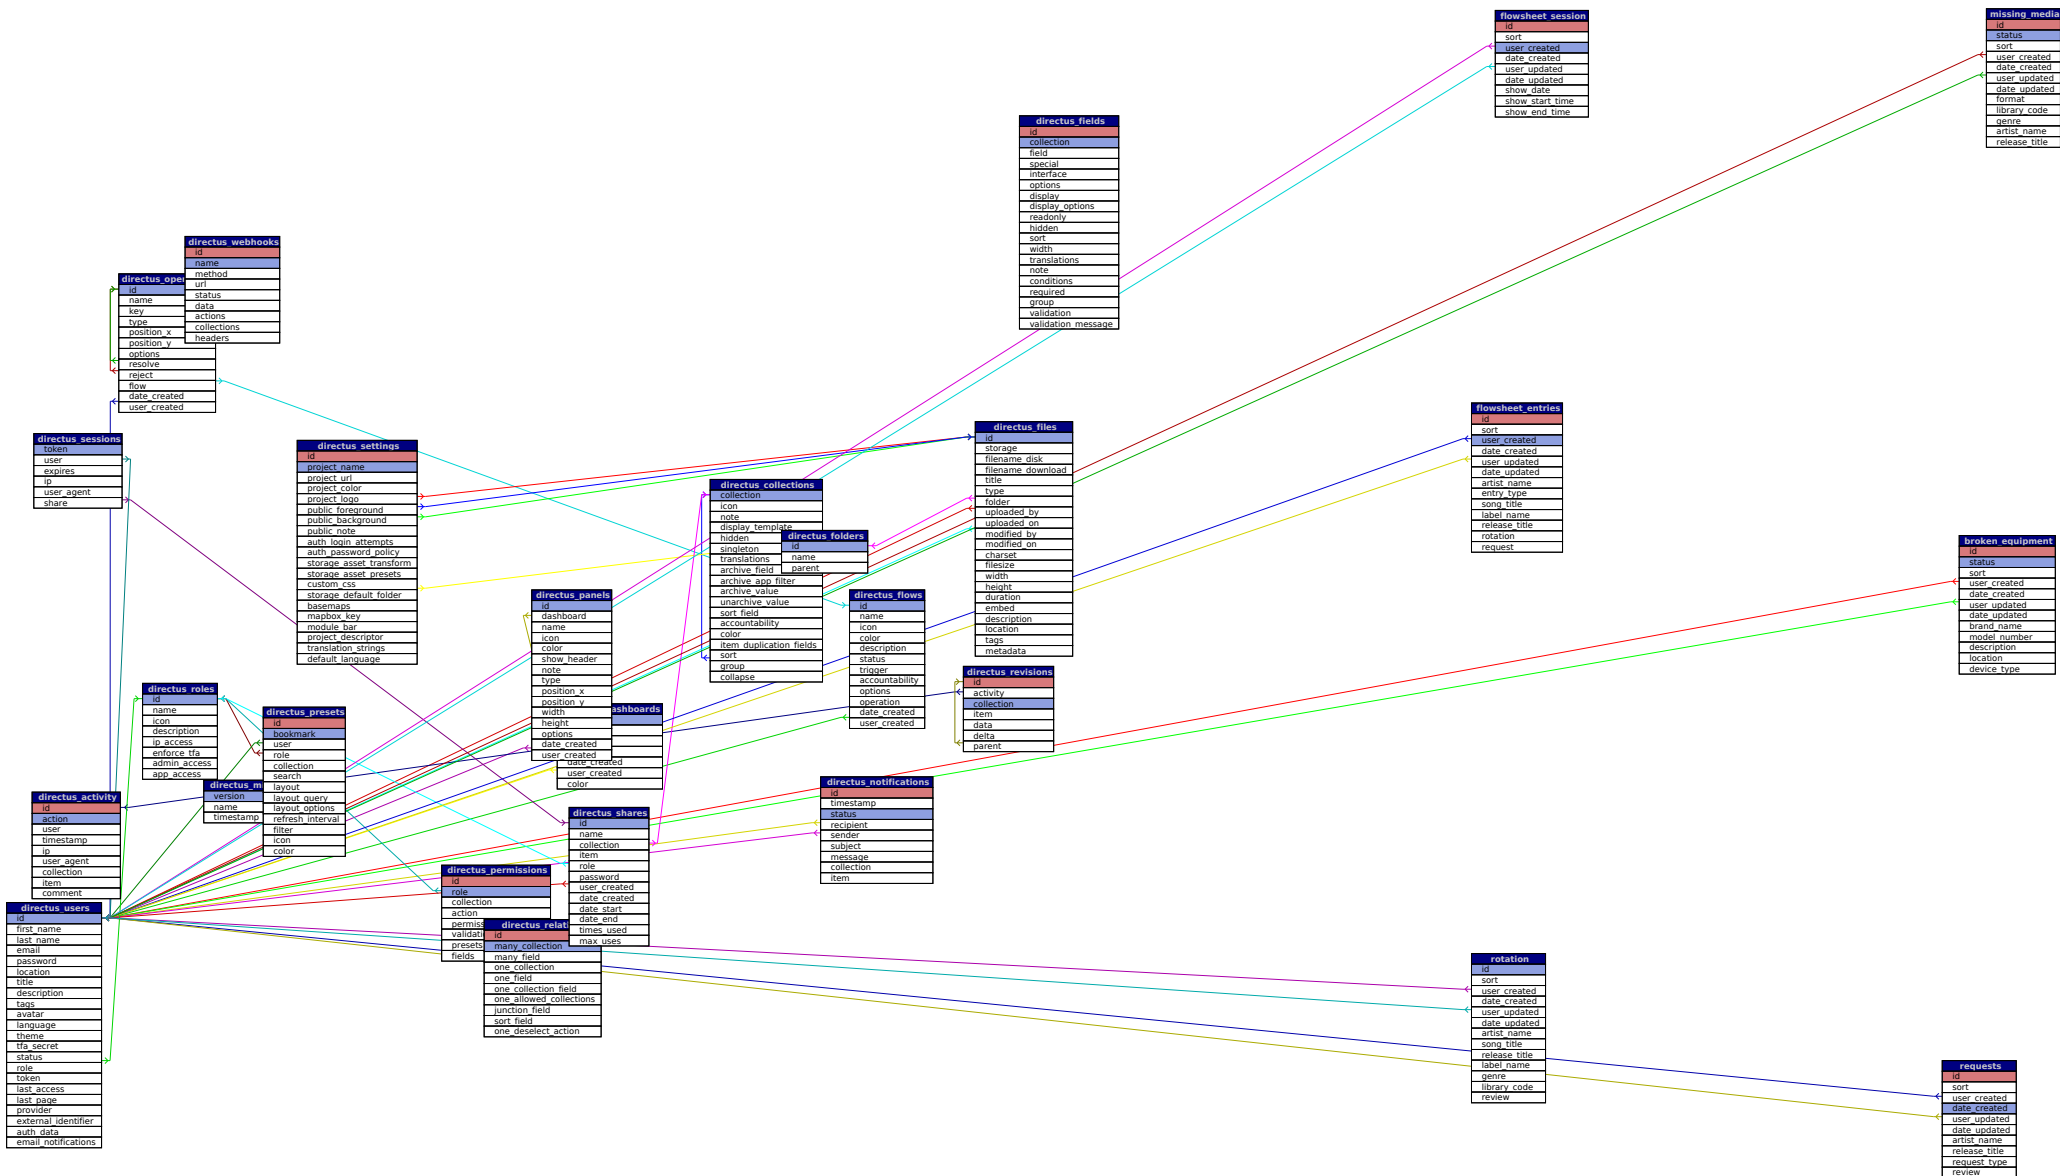 flowsheet_session
id
sort
user_created
date_created
user_updated
date_updated
show_date
show_start_time
show_end_time
missing_media
id
status
sort
user_created
date_created
user_updated
date_updated
format
library_code
genre
artist_name
release_title
directus_fields
id
collection
field
special
interface
options
display
display_options
readonly
hidden
sort
width
translations
note
conditions
required
group
validation
validation_message
directus_webhooks
id
name
method
url
status
data
actions
collections
headers
directus_oper
id
name
key
type
position_x
position_y
options
resolve
reject
flow
date_created
user_created
directus_sessions
token
user
expires
ip
user_agent
share
directus_settings
id
project_name
project_url
project_color
project_logo
public_foreground
public_background
public_note
auth_login_attempts
auth_password_policy
storage_asset_transform
storage_asset_presets
custom_css
storage_default_folder
basemaps
mapbox_key
module_bar
project_descriptor
translation_strings
default_language
directus_collections
collection
icon
note
display_template
hidden
singleton
translations
archive_field
archive_app_filter
archive_value
unarchive_value
sort_field
accountability
color
item_duplication_fields
sort
group
collapse
directus_folders
id
name
parent
directus_files
id
storage
filename_disk
filename_download
title
type
folder
uploaded_by
uploaded_on
modified_by
modified_on
charset
filesize
width
height
duration
embed
description
location
tags
metadata
flowsheet_entries
id
sort
user_created
date_created
user_updated
date_updated
artist_name
entry_type
song_title
label_name
release_title
rotation
request
broken_equipment
id
status
sort
user_created
date_created
user_updated
date_updated
brand_name
model_number
description
location
device_type
directus_panels
id
dashboard
name
icon
color
show_header
note
type
position_x
position_y
width
height
options
date_created
user_created
ashboards
date_created
user_created
color
directus_flows
id
name
icon
color
description
status
trigger
accountability
options
operation
date_created
user_created
directus_revisions
id
activity
collection
item
data
delta
parent
directus_roles
id
name
icon
description
ip_access
enforce_tfa
admin_access
app_access
directus_presets
id
bookmark
user
role
collection
search
layout
layout_query
layout_options
refresh_interval
filter
icon
color
directus_m
version
name
timestamp
directus_activity
id
action
user
timestamp
ip
user_agent
collection
item
comment
directus_notifications
id
timestamp
status
recipient
sender
subject
message
collection
item
directus_shares
id
name
collection
item
role
password
user_created
date_created
date_start
date_end
times_used
max_uses
directus_permissions
id
role
collection
action
permiss
validati
presets
fields
directus_relati
id
many_collection
many_field
one_collection
one_field
one_collection_field
one_allowed_collections
junction_field
sort_field
one_deselect_action
directus_users
id
first_name
last_name
email
password
location
title
description
tags
avatar
language
theme
tfa_secret
status
role
token
last_access
last_page
provider
external_identifier
auth_data
email_notifications
rotation
id
sort
user_created
date_created
user_updated
date_updated
artist_name
song_title
release_title
label_name
genre
library_code
review
requests
id
sort
user_created
date_created
user_updated
date_updated
artist_name
release_title
request_type
review